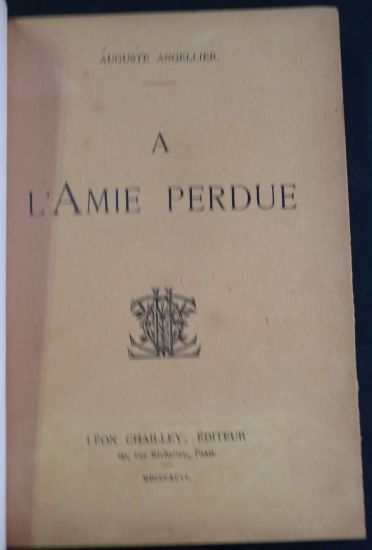 AUGUSTE ANGELLIER.
A
L'AMIE PERDUE
LÉON CHAILLEY, ÉDITEUR
rue Richelieu, Paris.
MDCCCXCVI.